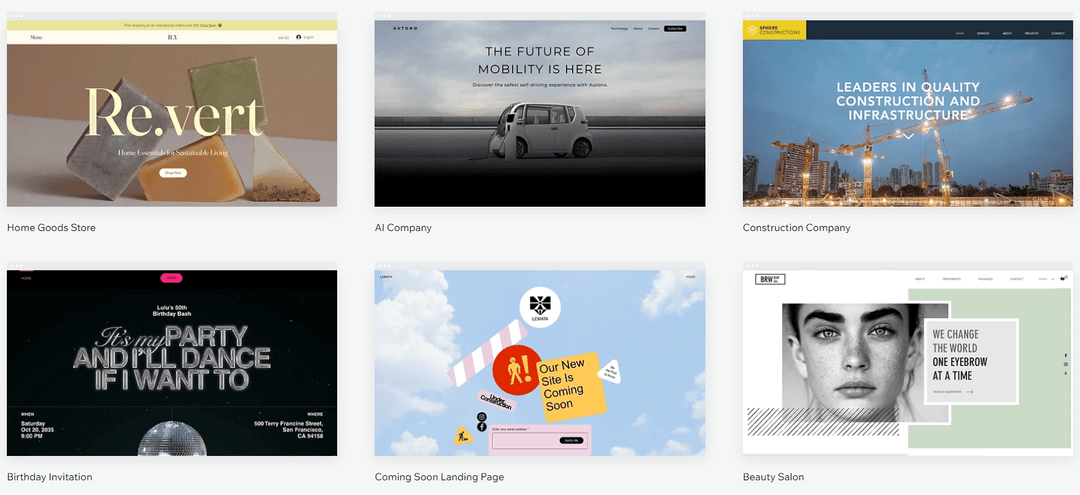 Free shipping on all international orders over $35 Shop Now
Menu
R.V
Cart (0)
Log In
Re.vert
Home Essentials for Sustainable Living
Shop Now
Home Goods Store
AUTONO
Technology
About
Careers
Subscribe
THE FUTURE OF
MOBILITY IS HERE
Discover the safest self-driving experience with Autono.
AI Company
SPHERE
CONSTRUCTIONS
HOME
SERVICES
ABOUT
PROJECTS
CONTACT
LEADERS IN QUALITY
CONSTRUCTION AND
INFRASTRUCTURE
Construction Company
HOME
Lulu's 50th
Birthday Bash
It's my PARTY
AND I'LL DANCE
IF I WANT TO
WHEN
Saturday
Oct 20, 2035
9:00 PM
WHERE
500 Terry Francine Street,
San Francisco,
CA 94158
Birthday Invitation
LEMATA
HOME
LEMATA
Our New
Site Is
Coming
Soon
Be
the First
to Know
Under
Construction
Enter your email address *
Notify Me
Coming Soon Landing Page
BRW BAR
INC.
ABOUT
TREATMENTS
PACKAGES
CONTACT
WE CHANGE
THE WORLD
ONE EYEBROW
AT A TIME
Book an appointment
Beauty Salon